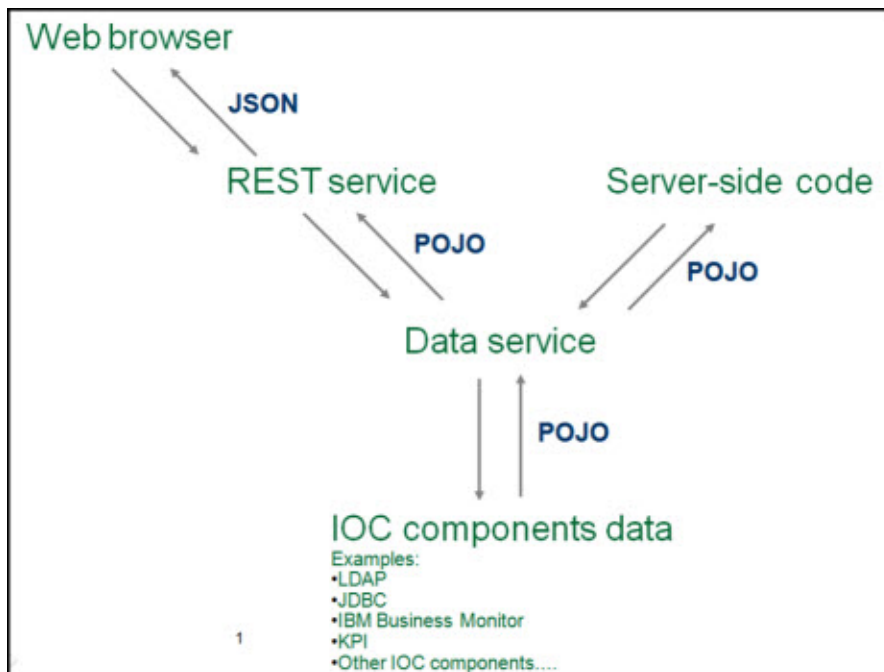 Web browser
JSON
REST service
Server-side code
POJO
POJO
Data service
POJO
IOC components data
Examples:
•LDAP
•JDBC
•IBM Business Monitor
•KPI
•Other IOC components....
1